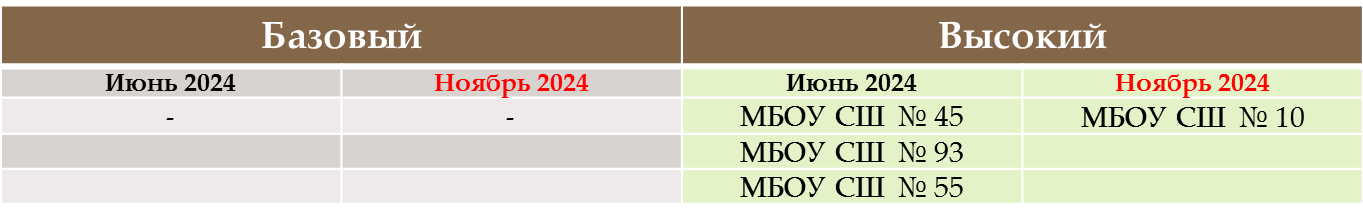 Базовый Высокий
Июнь 2024 Ноябрь 2024 Июнь 2024 Ноябрь 2024
- - МБОУ СШ № 45 МБОУ СШ № 10
МБОУ СШ № 93
МБОУ СШ № 55